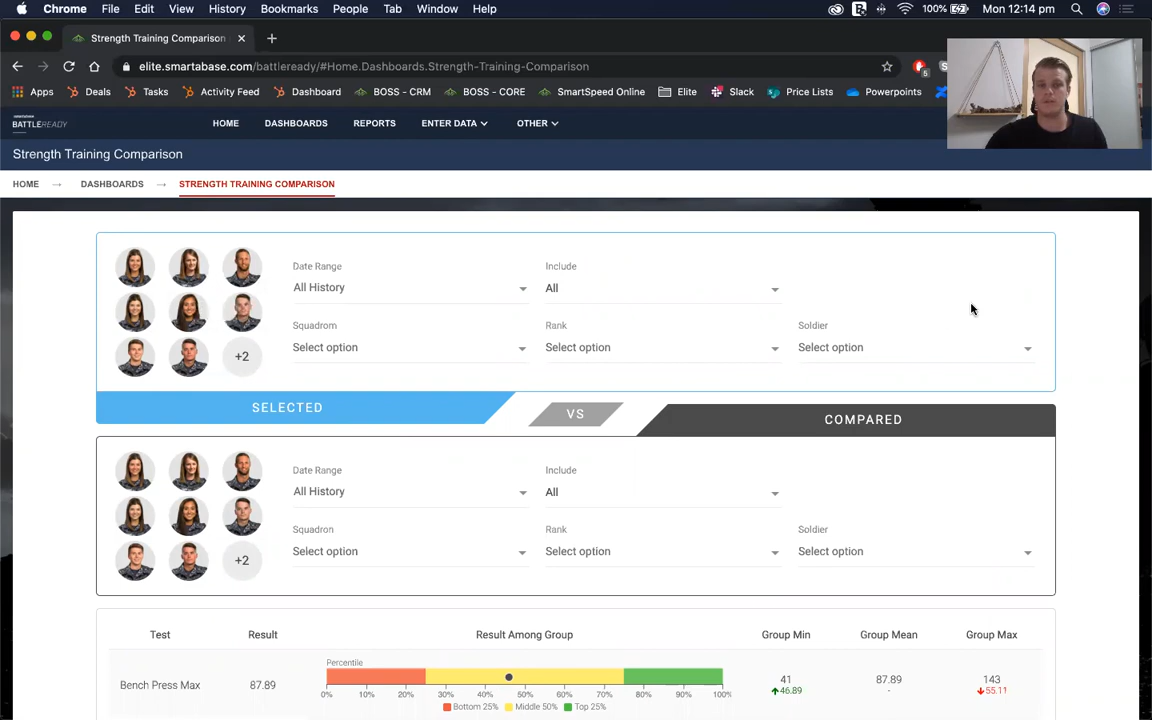 Chrome File Edit View History Bookmarks People Tab Window Help 100% Mon 12:14 pm
Strength Training Comparison
elite.smartabase.com/battleready/#Home.Dashboards.Strength-Training-Comparison
5
Apps Deals Tasks Activity Feed Dashboard BOSS - CRM BOSS - CORE SmartSpeed Online Elite Slack Price Lists Powerpoints
BATTLEREADY HOME DASHBOARDS REPORTS ENTER DATA OTHER
Strength Training Comparison
HOME → DASHBOARDS → STRENGTH TRAINING COMPARISON
Date Range Include
All History All
Squadrom Rank Soldier
Select option Select option Select option
+2
SELECTED VS COMPARED
Date Range Include
All History All
Squadron Rank Soldier
Select option Select option Select option
+2
Test Result Result Among Group Group Min Group Mean Group Max
Percentile
Bench Press Max 87.89 41 87.89 143
46.89 - 55.11
0% 10% 20% 30% 40% 50% 60% 70% 80% 90% 100%
Bottom 25% Middle 50% Top 25%